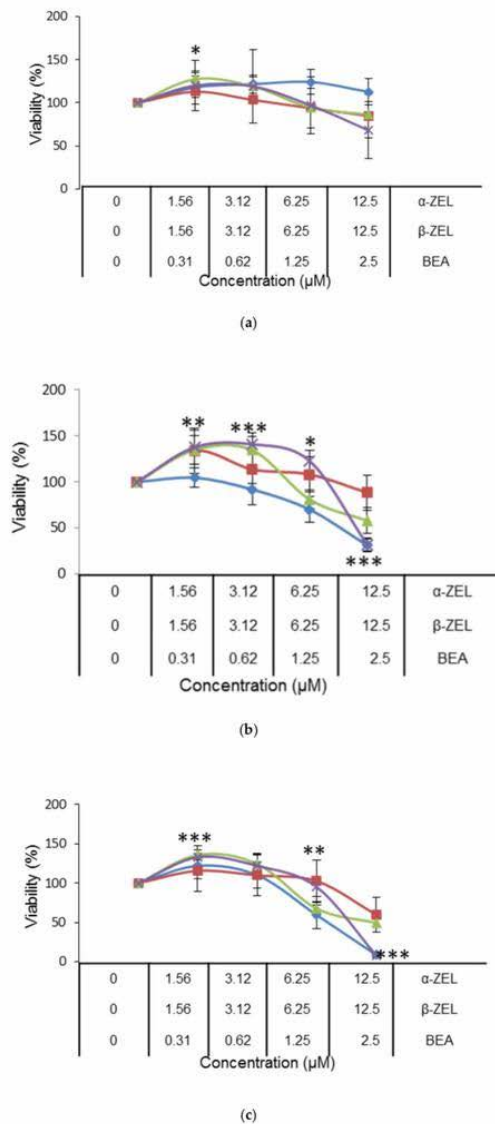 *
200
150
100
50
0
Viability (%)
0 1.56 3.12 6.25 12.5 α-ZEL
1.56 3.12 6.25 12.5 β-ZEL
0 0.31 0.62 1.25 2.5 BEA
Concentration (μM)
(a)
200
150
100
50
0
Viability (%)
** *** * ***
0 1.56 3.12 6.25 12.5 α-ZEL
0 1.56 3.12 6.25 12.5 β-ZEL
0 0.31 0.62 1.25 2.5 BEA
Concentration (μM)
(b)
200
150
100
50
0
Viability (%)
*** ** ***
0 1.56 3.12 6.25 12.5 α-ZEL
0 1.56 3.12 6.25 12.5 β-ZEL
0 0.31 0.62 1.25 2.5 BEA
Concentration (μM)
(c)